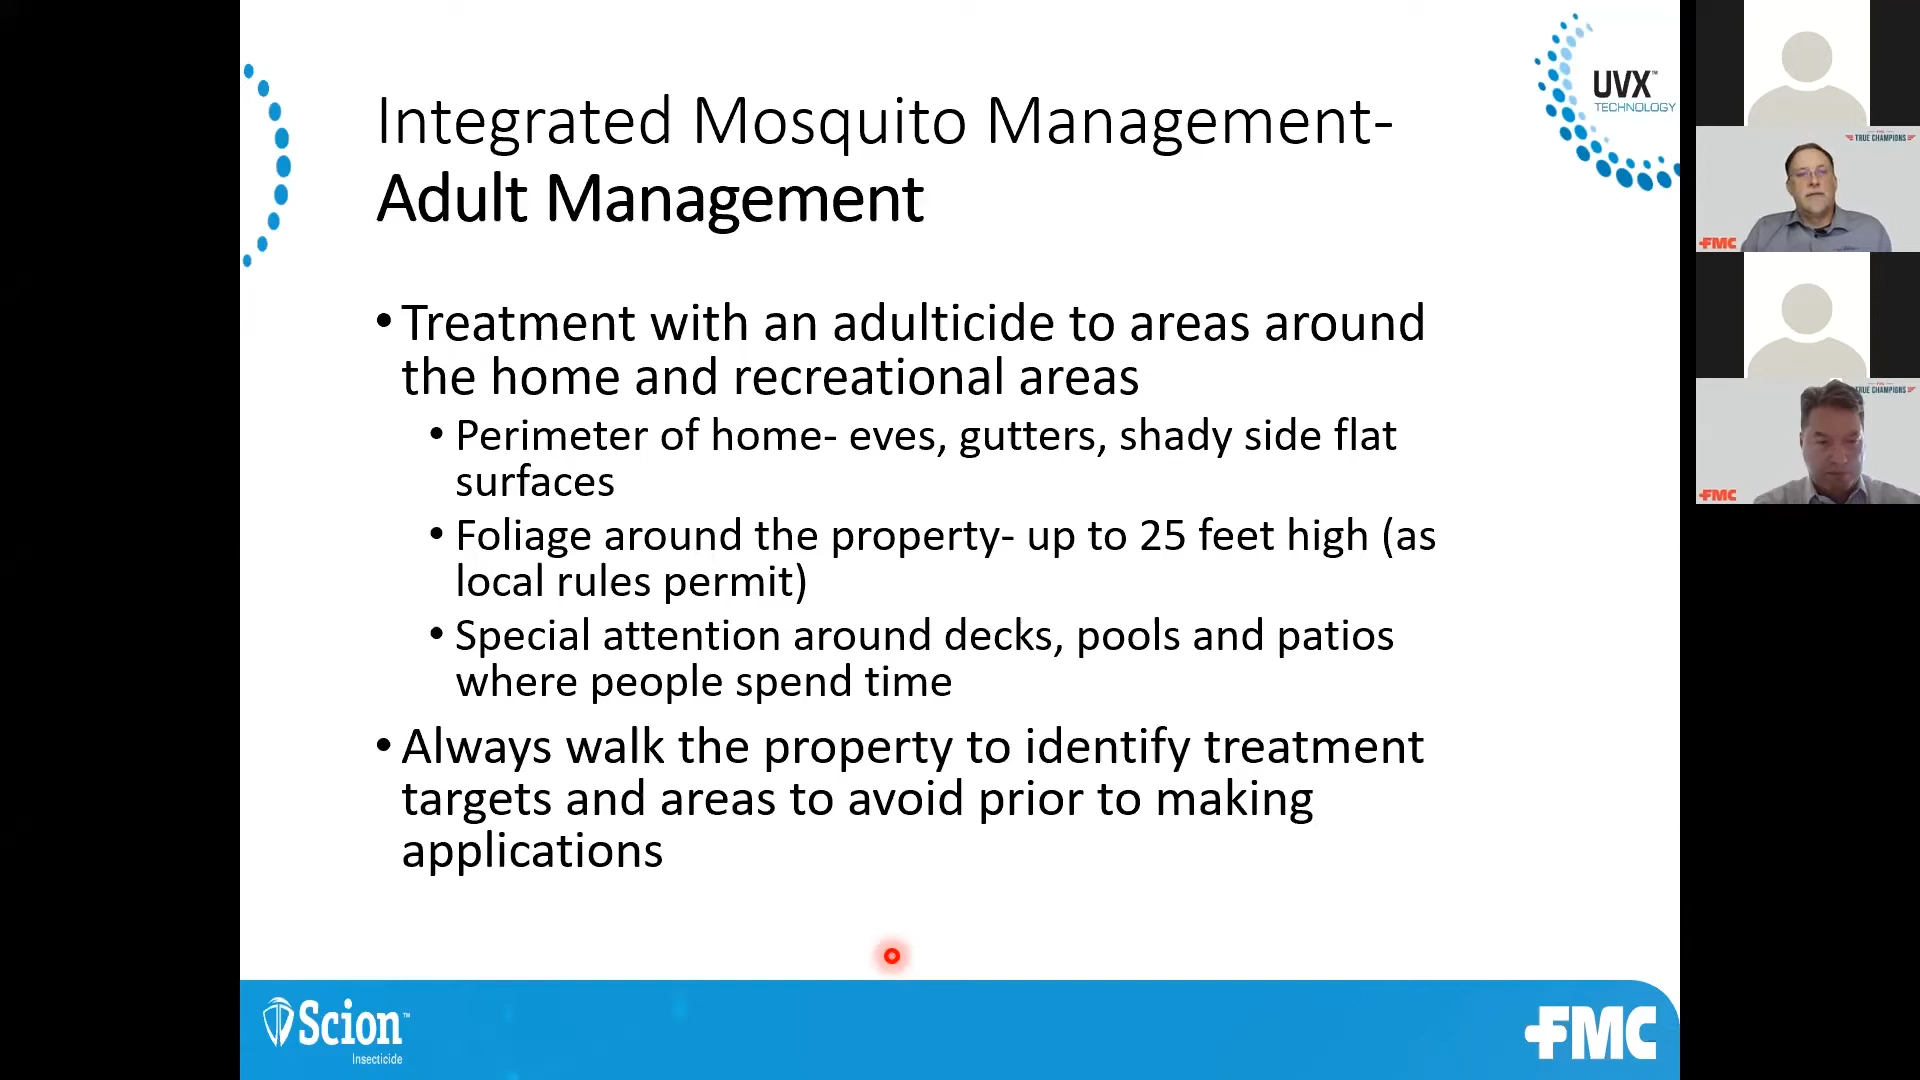 Integrated Mosquito Management-
Adult Management
• Treatment with an adulticide to areas around
the home and recreational areas
• Perimeter of home- eves, gutters, shady side flat
surfaces
• Foliage around the property- up to 25 feet high (as
local rules permit)
• Special attention around decks, pools and patios
where people spend time
• Always walk the property to identify treatment
targets and areas to avoid prior to making
applications
UVX™
TECHNOLOGY
Scion™
Insecticide
FMC
TRUE CHAMPIONS
FMC
TRUE CHAMPIONS
FMC